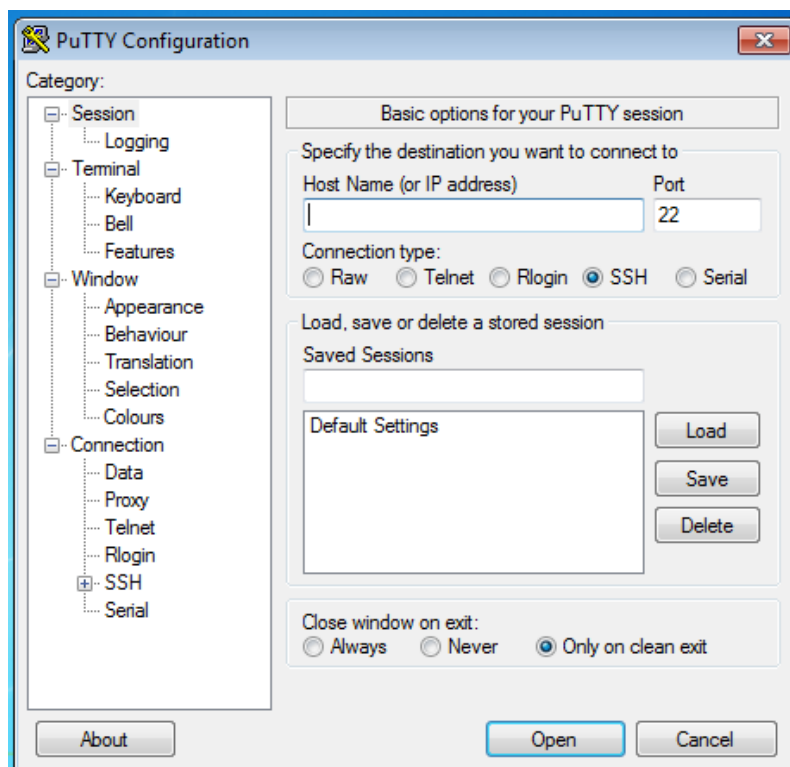 PuTTY Configuration
Category:
Session
Logging
Terminal
Keyboard
Bell
Features
Window
Appearance
Behaviour
Translation
Selection
Colours
Connection
Data
Proxy
Telnet
Rlogin
SSH
Serial
Basic options for your PuTTY session
Specify the destination you want to connect to
Host Name (or IP address) Port
22
Connection type:
Raw Telnet Rlogin SSH Serial
Load, save or delete a stored session
Saved Sessions
Default Settings
Load
Save
Delete
Close window on exit:
Always Never Only on clean exit
About Open Cancel